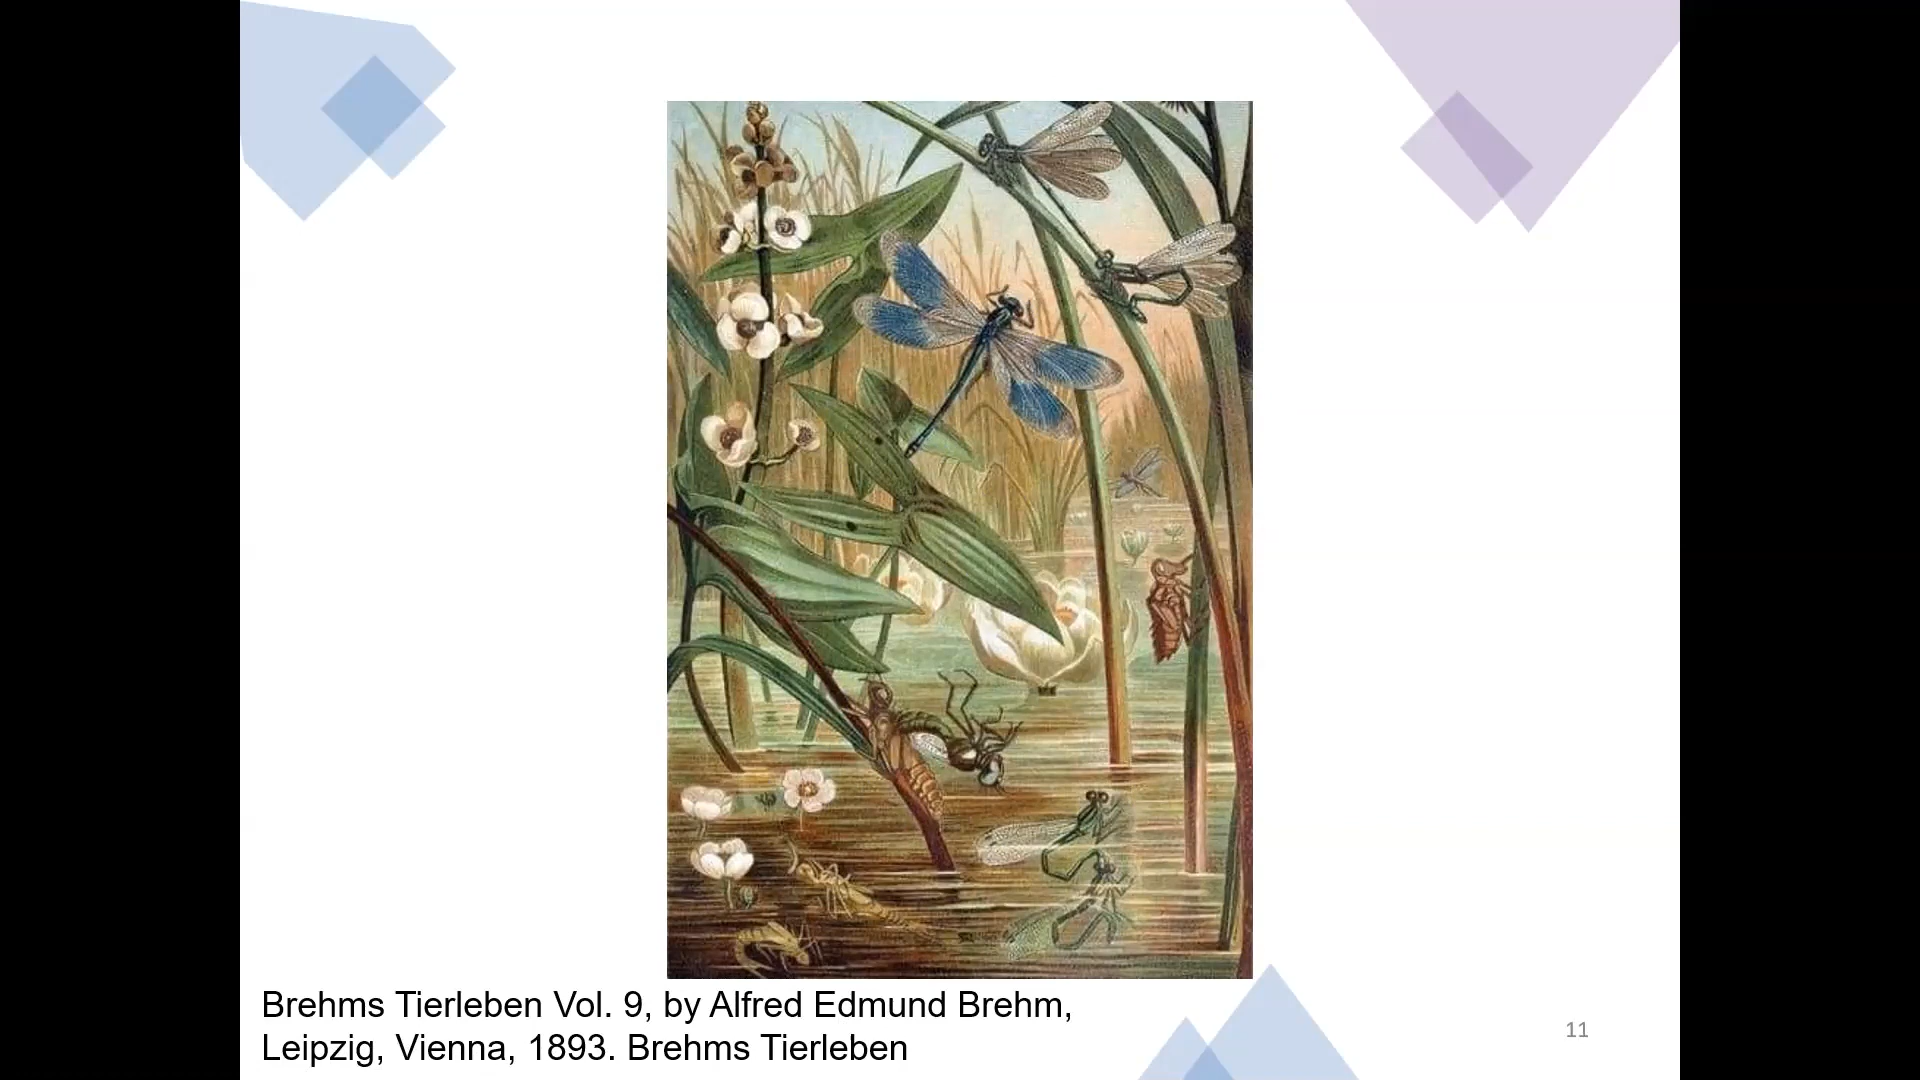 Brehms Tierleben Vol. 9, by Alfred Edmund Brehm,
Leipzig, Vienna, 1893. Brehms Tierleben
11